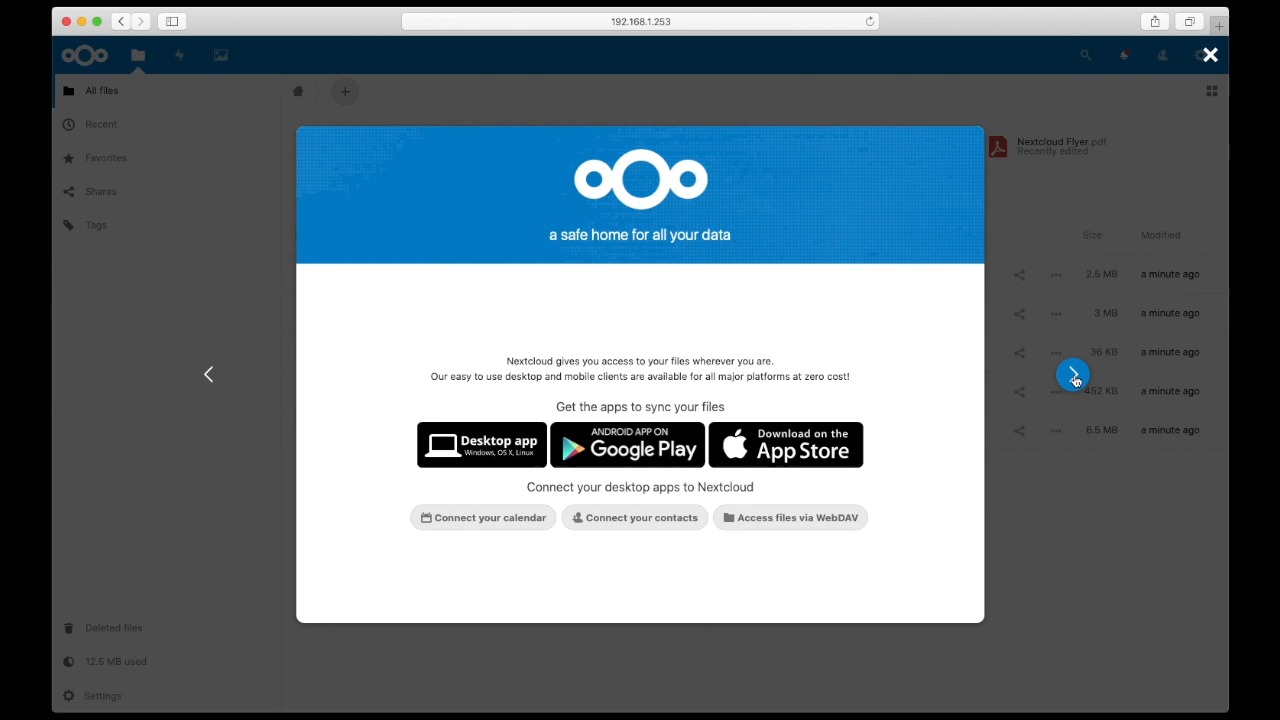 192.168.1.253
All files
Recent
Favorites
Shares
Tags
Nextcloud Flyer.pdf
Recently edited
Size Modified
2.5 MB a minute ago
3 MB a minute ago
36 KB a minute ago
452 KB a minute ago
6.5 MB a minute ago
a safe home for all your data
Nextcloud gives you access to your files wherever you are.
Our easy to use desktop and mobile clients are available for all major platforms at zero cost!
Get the apps to sync your files
Desktop app
Windows, OS X, Linux
ANDROID APP ON
Google Play
Download on the
App Store
Connect your desktop apps to Nextcloud
Connect your calendar
Connect your contacts
Access files via WebDAV
Deleted files
12.5 MB used
Settings